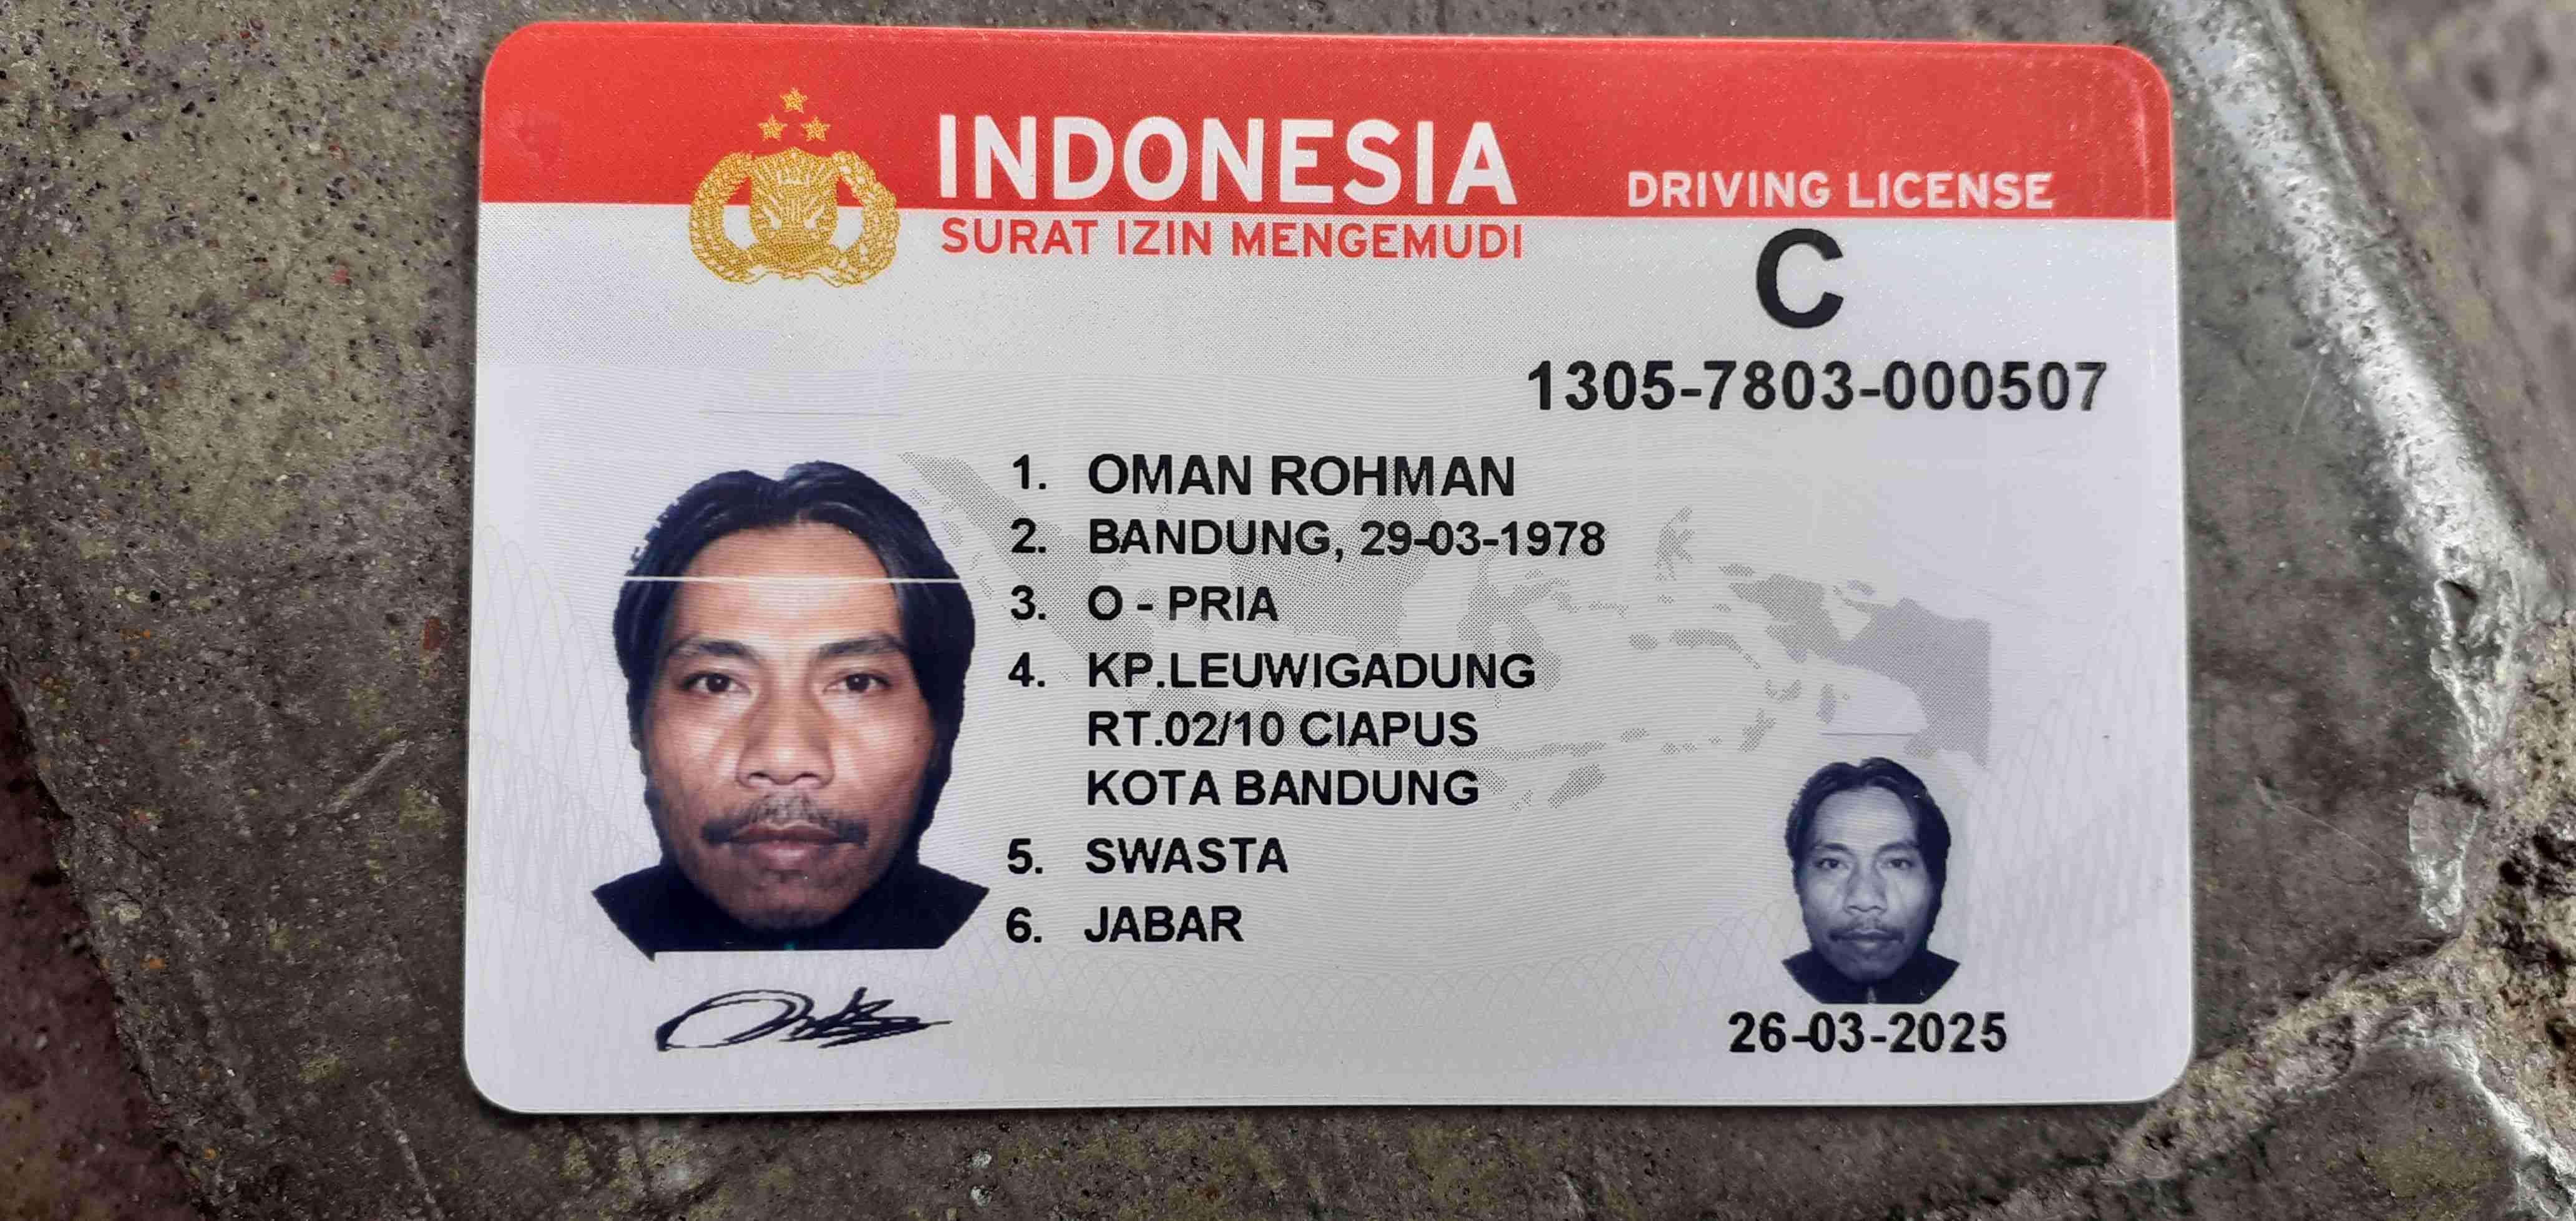 INDONESIA
SURAT IZIN MENGEMUDI
DRIVING LICENSE
C
1305-7803-000507
1. OMAN ROHMAN
2. BANDUNG, 29-03-1978
3. O - PRIA
4. KP.LEUWIGADUNG
RT.02/10 CIAPUS
KOTA BANDUNG
5. SWASTA
6. JABAR
26-03-2025